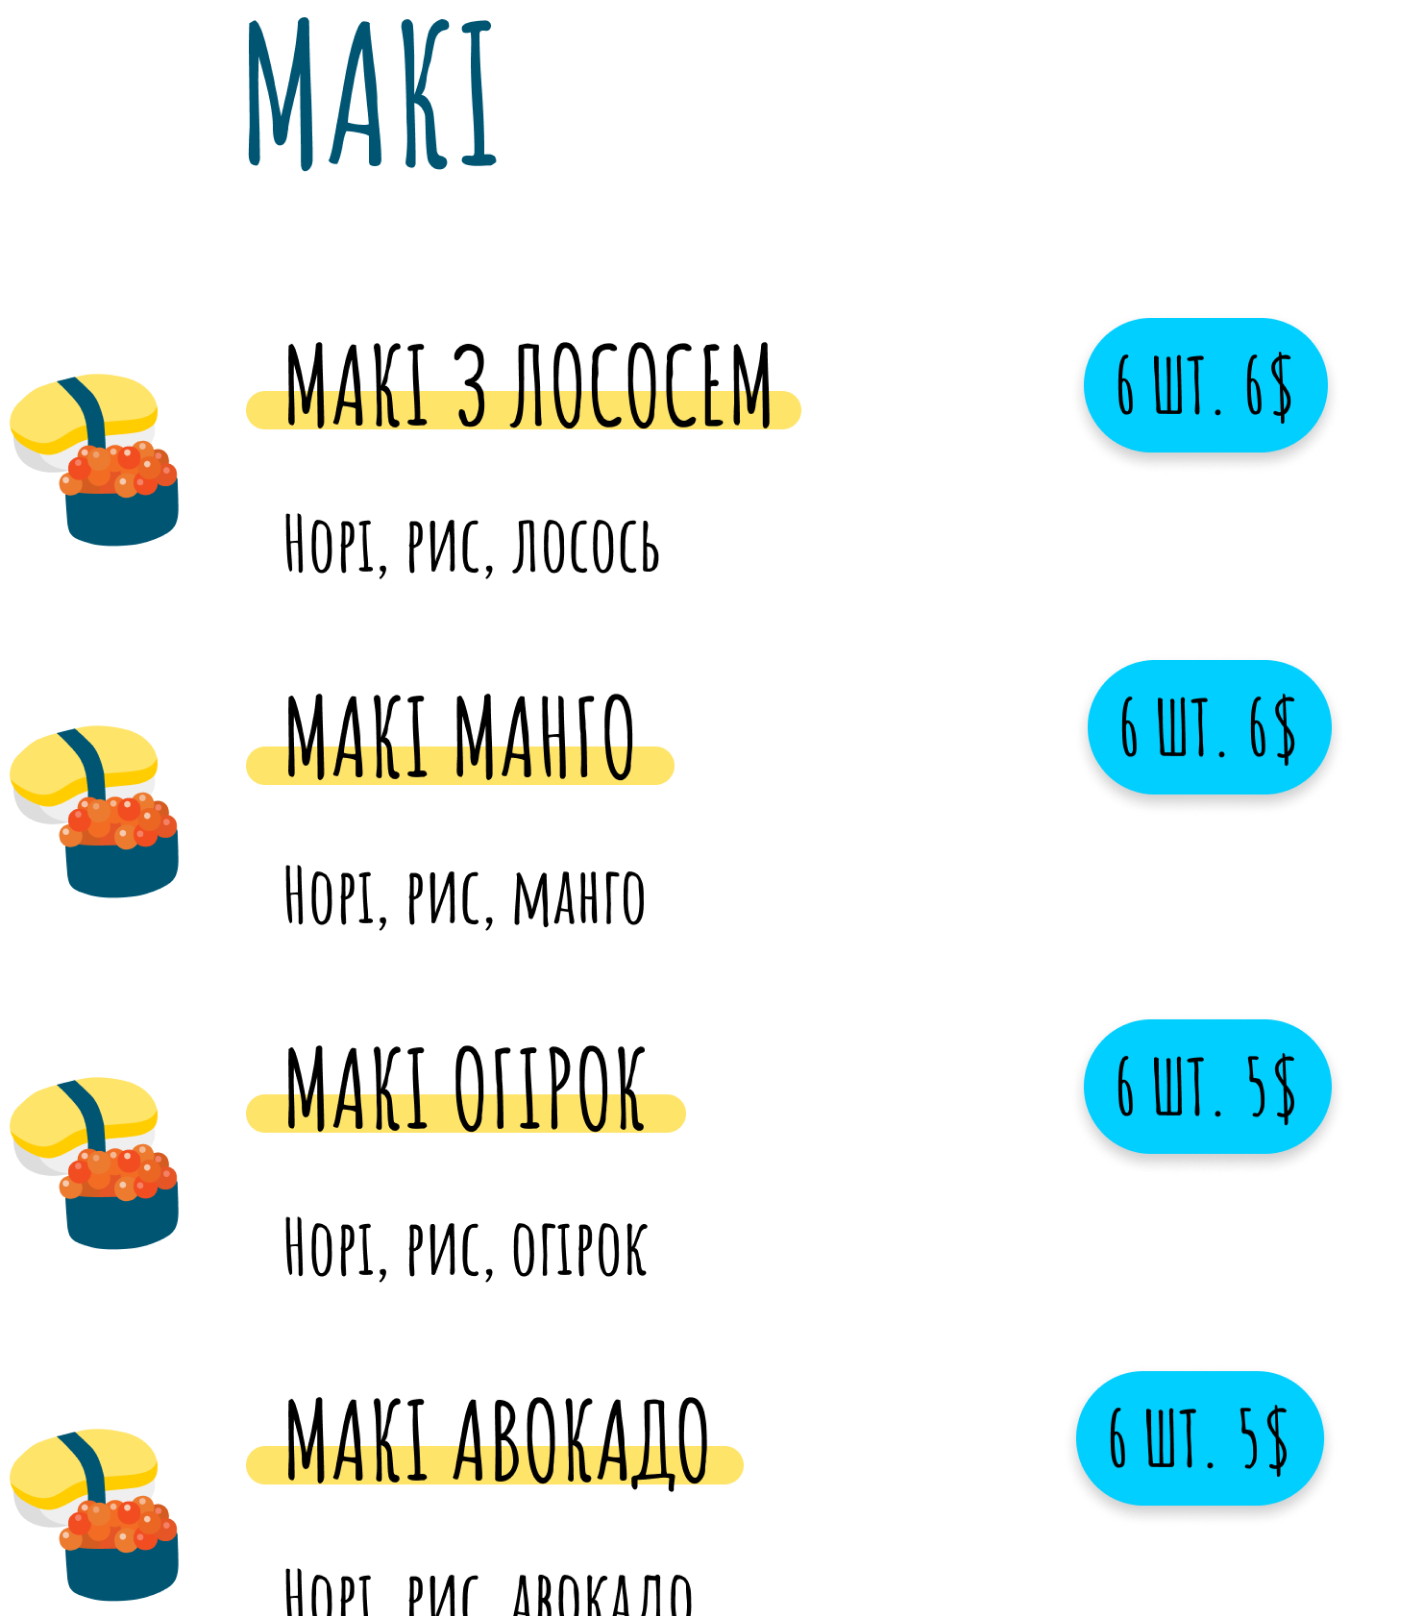 МАКІ
МАКІ З ЛОСОСЕМ
6 ШТ. 6$
Норі, рис, лосось
МАКІ МАНГО
6 ШТ. 6$
Норі, рис, манго
МАКІ ОГІРОК
6 ШТ. 5$
Норі, рис, огірок
МАКІ АВОКАДО
6 ШТ. 5$
Норі, рис, авокадо